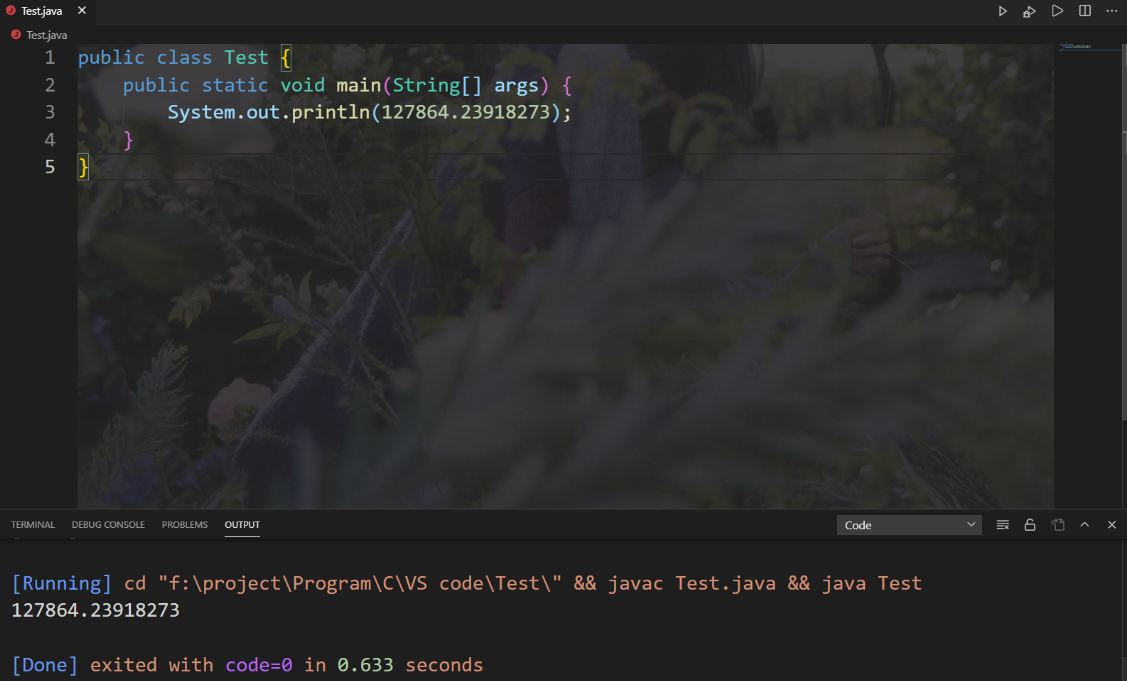 Test.java
Test.java
1 public class Test {
2     public static void main(String[] args) {
3         System.out.println(127864.23918273);
4     }
5 }
TERMINAL DEBUG CONSOLE PROBLEMS OUTPUT Code
[Running] cd "f:\project\Program\C\VS code\Test\" && javac Test.java && java Test
127864.23918273
[Done] exited with code=0 in 0.633 seconds